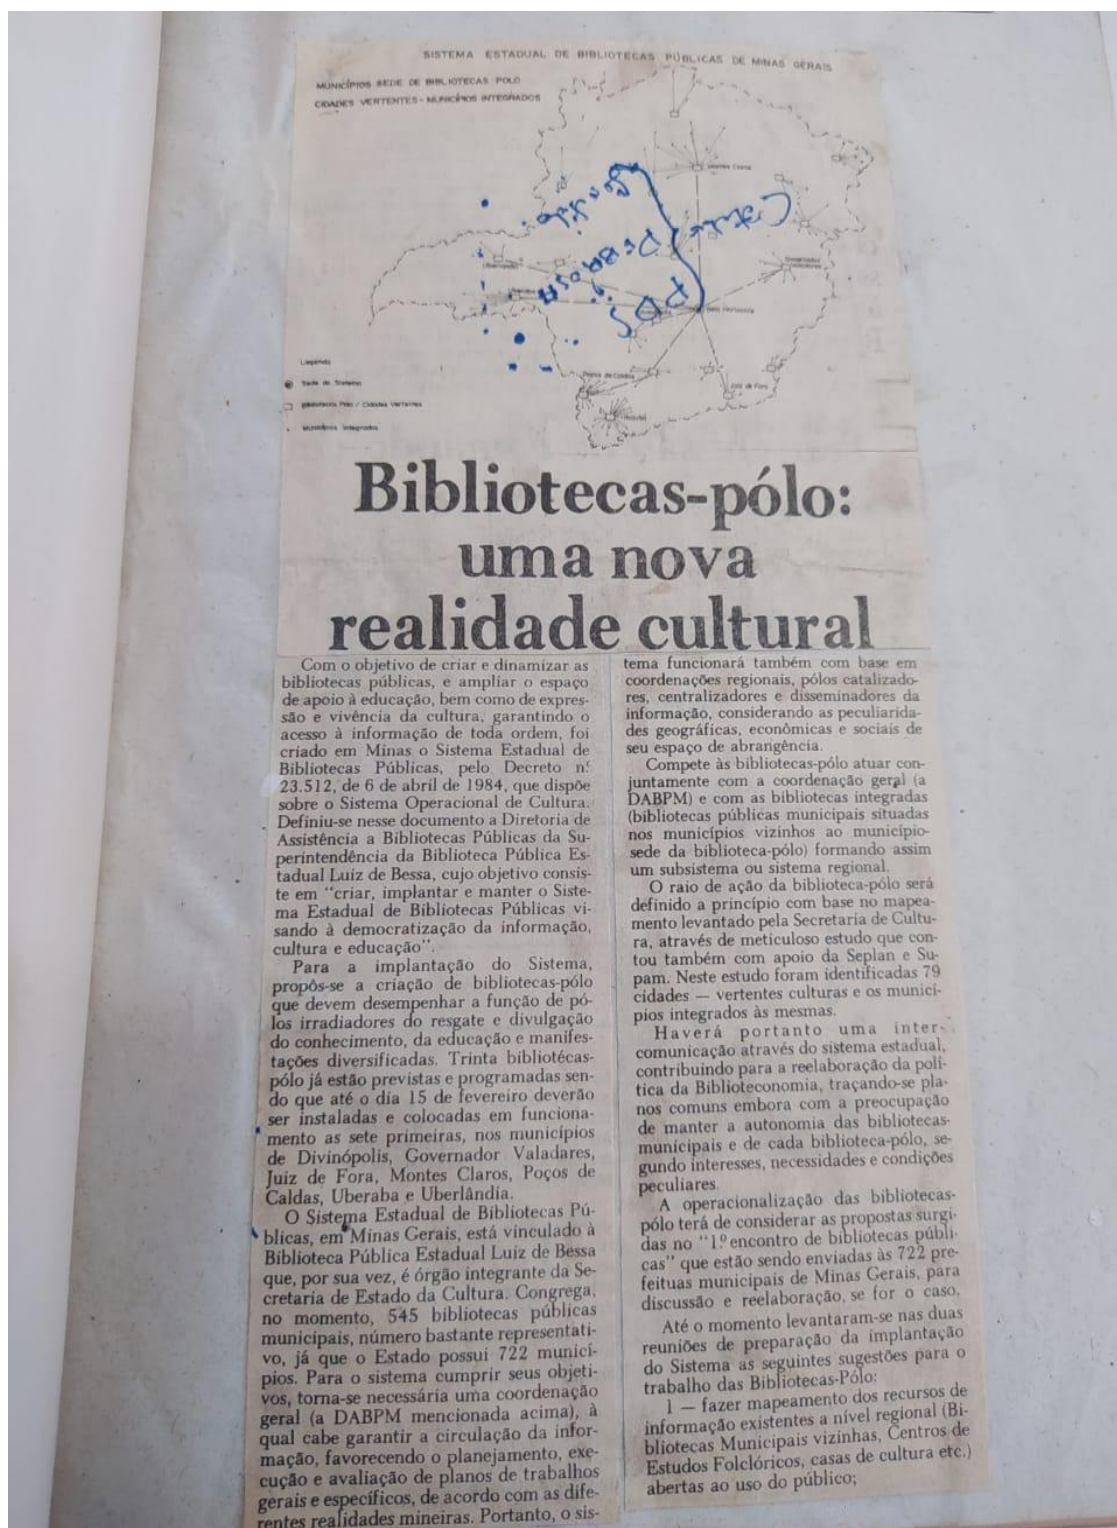 SISTEMA ESTADUAL DE BIBLIOTECAS PÚBLICAS DE MINAS GERAIS
MUNICÍPIOS SEDE DE BIBLIOTECAS POLO
CIDADES VERTENTES - MUNICÍPIOS INTEGRADOS
Montes Claros
Governador Valadares
Uberlândia
Belo Horizonte
Poços de Caldas
Juiz de Fora
Legenda
Sede do Sistema
Biblioteca Polo / Cidades Vertentes
Municípios Integrados
Bibliotecas-pólo:
uma nova
realidade cultural
Com o objetivo de criar e dinamizar as
bibliotecas públicas, e ampliar o espaço
de apoio à educação, bem como de expres-
são e vivência da cultura, garantindo o
acesso à informação de toda ordem, foi
criado em Minas o Sistema Estadual de
Bibliotecas Públicas, pelo Decreto nº
23.512, de 6 de abril de 1984, que dispõe
sobre o Sistema Operacional de Cultura.
Definiu-se nesse documento a Diretoria de
Assistência a Bibliotecas Públicas da Su-
perintendência da Biblioteca Pública Es-
tadual Luiz de Bessa, cujo objetivo consis-
te em "criar, implantar e manter o Siste-
ma Estadual de Bibliotecas Públicas vi-
sando à democratização da informação,
cultura e educação".
Para a implantação do Sistema,
propôs-se a criação de bibliotecas-pólo
que devem desempenhar a função de pó-
los irradiadores do resgate e divulgação
do conhecimento, da educação e manifes-
tações diversificadas. Trinta bibliotécas-
pólo já estão previstas e programadas sen-
do que até o dia 15 de fevereiro deverão
ser instaladas e colocadas em funciona-
mento as sete primeiras, nos municípios
de Divinópolis, Governador Valadares,
Juiz de Fora, Montes Claros, Poços de
Caldas, Uberaba e Uberlândia.
O Sistema Estadual de Bibliotecas Pú-
blicas, em Minas Gerais, está vinculado à
Biblioteca Pública Estadual Luiz de Bessa
que, por sua vez, é órgão integrante da Se-
cretaria de Estado da Cultura. Congrega,
no momento, 545 bibliotecas públicas
municipais, número bastante representati-
vo, já que o Estado possui 722 municí-
pios. Para o sistema cumprir seus objeti-
vos, torna-se necessária uma coordenação
geral (a DABPM mencionada acima), à
qual cabe garantir a circulação da infor-
mação, favorecendo o planejamento, exe-
cução e avaliação de planos de trabalhos
gerais e específicos, de acordo com as dife-
rentes realidades mineiras. Portanto, o sis-
tema funcionará também com base em
coordenações regionais, pólos catalizado-
res, centralizadores e disseminadores da
informação, considerando as peculiarida-
des geográficas, econômicas e sociais de
seu espaço de abrangência.
Compete às bibliotecas-pólo atuar con-
juntamente com a coordenação geral (a
DABPM) e com as bibliotecas integradas
(bibliotecas públicas municipais situadas
nos municípios vizinhos ao município-
sede da biblioteca-pólo) formando assim
um subsistema ou sistema regional.
O raio de ação da biblioteca-pólo será
definido a princípio com base no mapea-
mento levantado pela Secretaria de Cultu-
ra, através de meticuloso estudo que con-
tou também com apoio da Seplan e Su-
pam. Neste estudo foram identificadas 79
cidades — vertentes culturas e os municí-
pios integrados às mesmas.
Haverá portanto uma inter-
comunicação através do sistema estadual,
contribuindo para a reelaboração da polí-
tica da Biblioteconomia, traçando-se pla-
nos comuns embora com a preocupação
de manter a autonomia das bibliotecas-
municipais e de cada biblioteca-pólo, se-
gundo interesses, necessidades e condições
peculiares.
A operacionalização das bibliotecas-
pólo terá de considerar as propostas surgi-
das no "1º encontro de bibliotecas públi-
cas" que estão sendo enviadas às 722 pre-
feituas municipais de Minas Gerais, para
discussão e reelaboração, se for o caso.
Até o momento levantaram-se nas duas
reuniões de preparação da implantação
do Sistema as seguintes sugestões para o
trabalho das Bibliotecas-Pólo:
1 — fazer mapeamento dos recursos de
informação existentes a nível regional (Bi-
bliotecas Municipais vizinhas, Centros de
Estudos Folclóricos, casas de cultura etc.)
abertas ao uso do público;